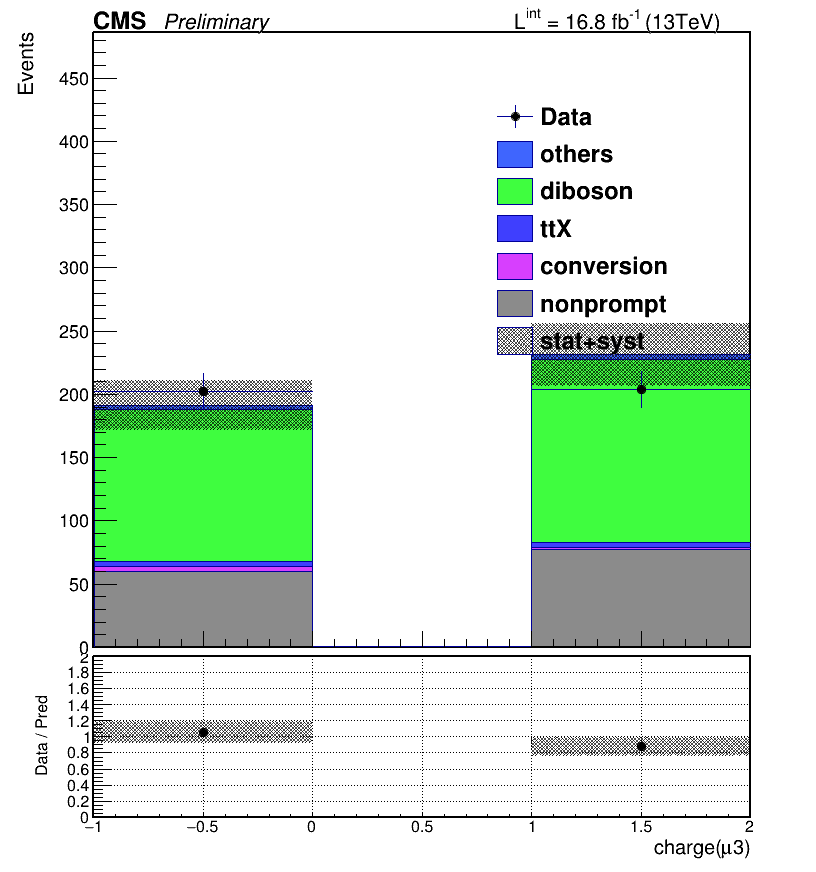 CMS Preliminary L^int = 16.8 fb^-1 (13TeV)
Events
450
400
350
300
250
200
150
100
50
0
Data
others
diboson
ttX
conversion
nonprompt
stat+syst
Data / Pred
2
1.8
1.6
1.4
1.2
1
0.8
0.6
0.4
0.2
0
−1 −0.5 0 0.5 1 1.5 2
charge(μ3)